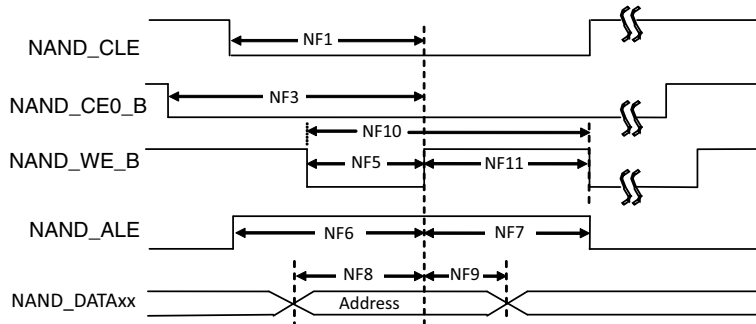 NAND_CLE
NF1
NAND_CE0_B
NF3
NF10
NAND_WE_B
NF5
NF11
NAND_ALE
NF6
NF7
NF8
NF9
NAND_DATAxx
Address